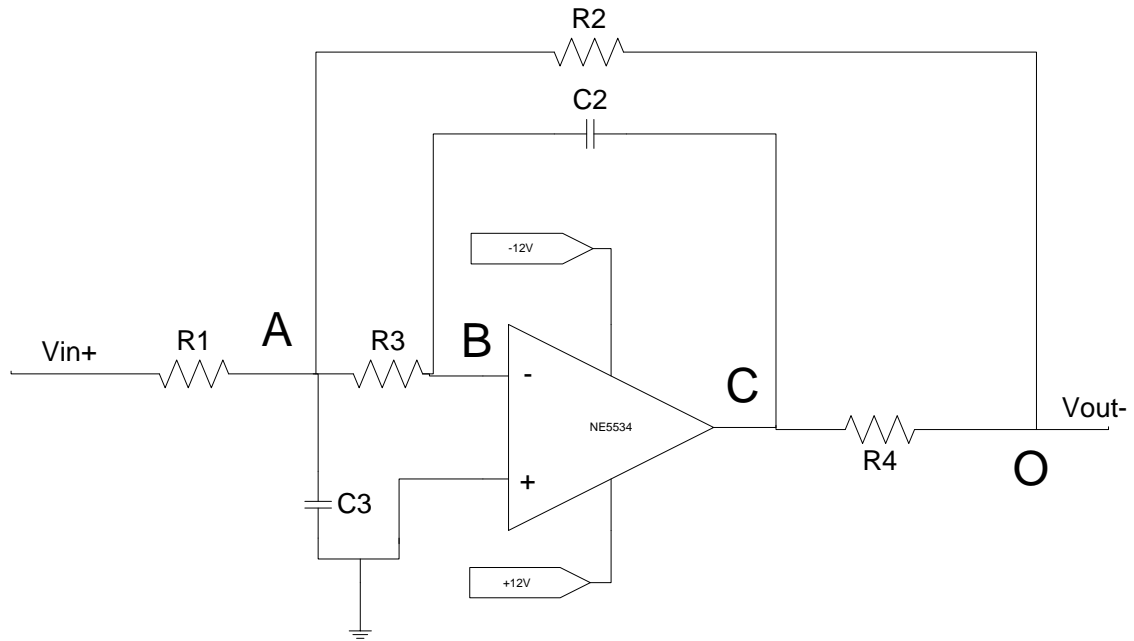 R2
C2
-12V
A
B
Vin+
R1
R3
-
C
NE5534
Vout-
R4
O
+
C3
+12V